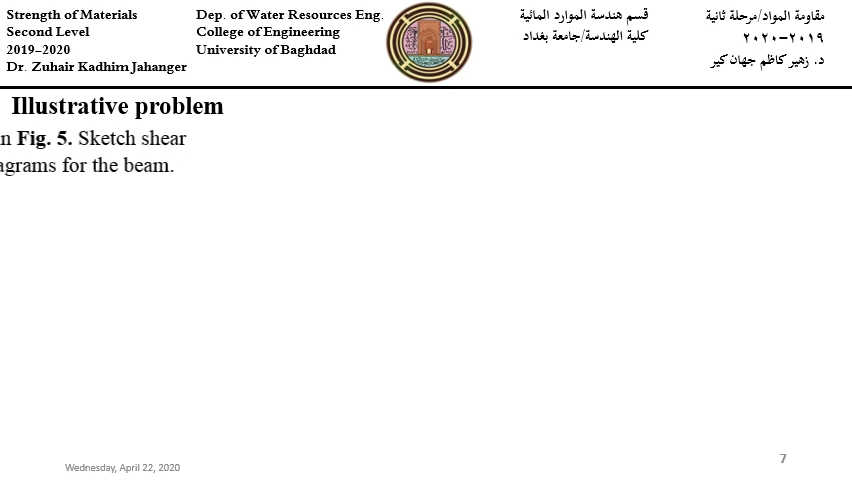 Strength of Materials
Second Level
2019-2020
Dr. Zuhair Kadhim Jahanger
Dep. of Water Resources Eng.
College of Engineering
University of Baghdad
قسم هندسة الموارد المائية
كلية الهندسة/جامعة بغداد
مقاومة المواد/مرحلة ثانية
٢٠١٩-٢٠٢٠
د. زهير كاظم جهان كير
Illustrative problem
n Fig. 5. Sketch shear
agrams for the beam.
Wednesday, April 22, 2020
7